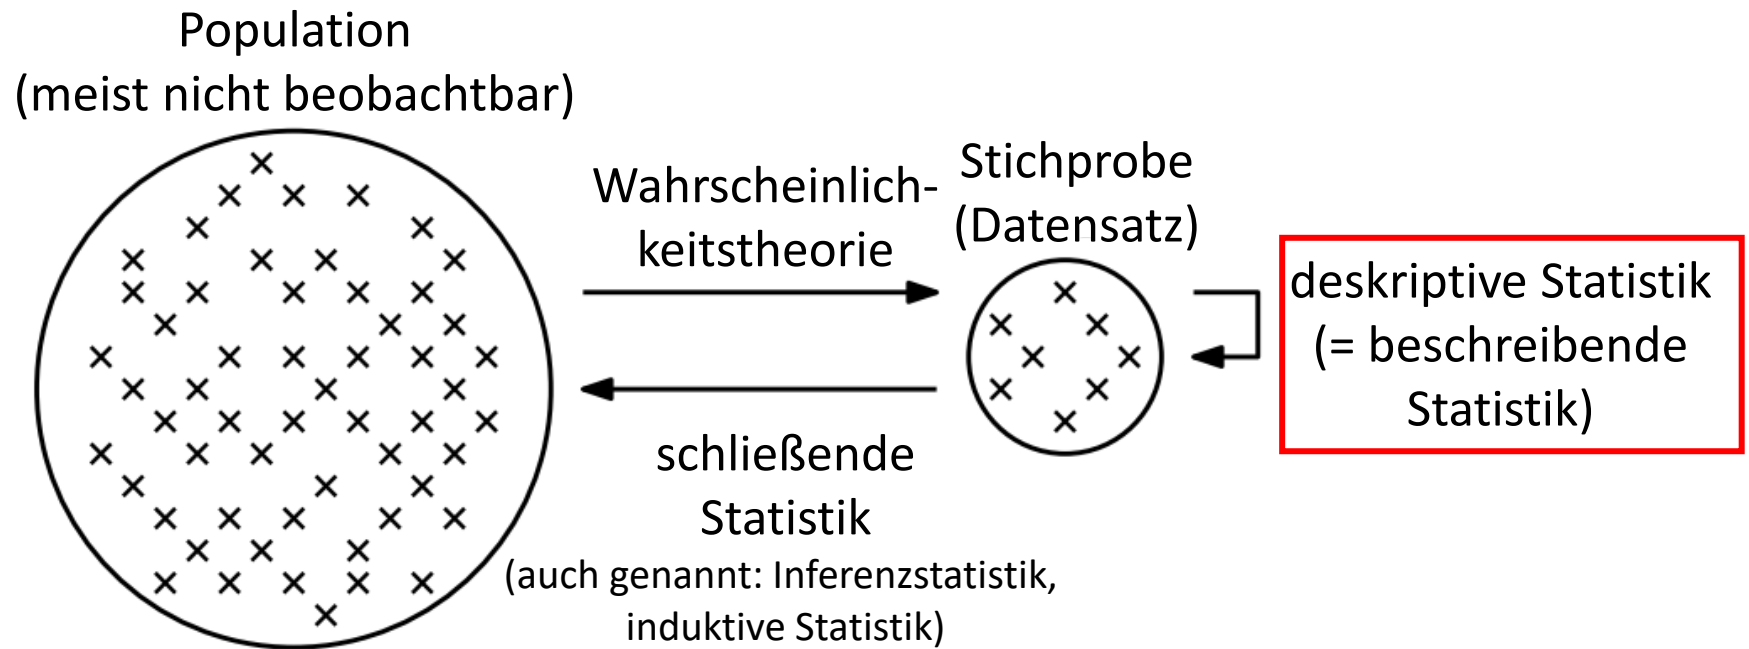 Population
(meist nicht beobachtbar)
Wahrscheinlich-
keitstheorie
Stichprobe
(Datensatz)
deskriptive Statistik
(= beschreibende
Statistik)
schließende
Statistik
(auch genannt: Inferenzstatistik,
induktive Statistik)